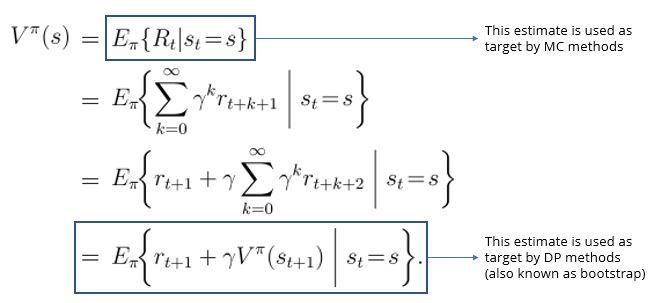 V^π(s) = E_π{R_t|s_t=s}
This estimate is used as
target by MC methods
= E_π{∑_{k=0}^{∞} γ^k r_{t+k+1} | s_t=s}
= E_π{r_{t+1} + γ ∑_{k=0}^{∞} γ^k r_{t+k+2} | s_t=s}
= E_π{r_{t+1} + γV^π(s_{t+1}) | s_t=s}.
This estimate is used as
target by DP methods
(also known as bootstrap)